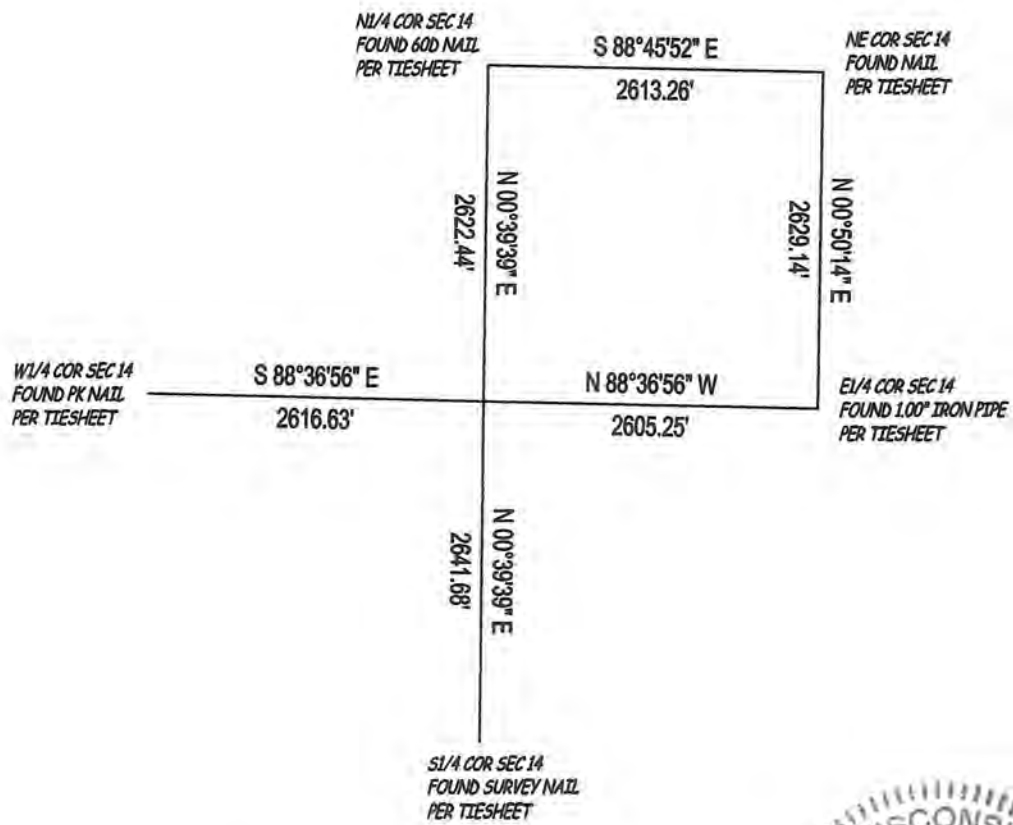 N1/4 COR SEC 14
FOUND 60D NAIL
PER TIESHEET
S 88°45'52" E
2613.26'
NE COR SEC 14
FOUND NAIL
PER TIESHEET
2622.44'
N 00°39'39" E
2629.14'
N 00°50'14" E
W1/4 COR SEC 14
FOUND PK NAIL
PER TIESHEET
S 88°36'56" E
2616.63'
N 88°36'56" W
2605.25'
E1/4 COR SEC 14
FOUND 1.00" IRON PIPE
PER TIESHEET
2641.68'
N 00°39'39" E
S1/4 COR SEC 14
FOUND SURVEY NAIL
PER TIESHEET